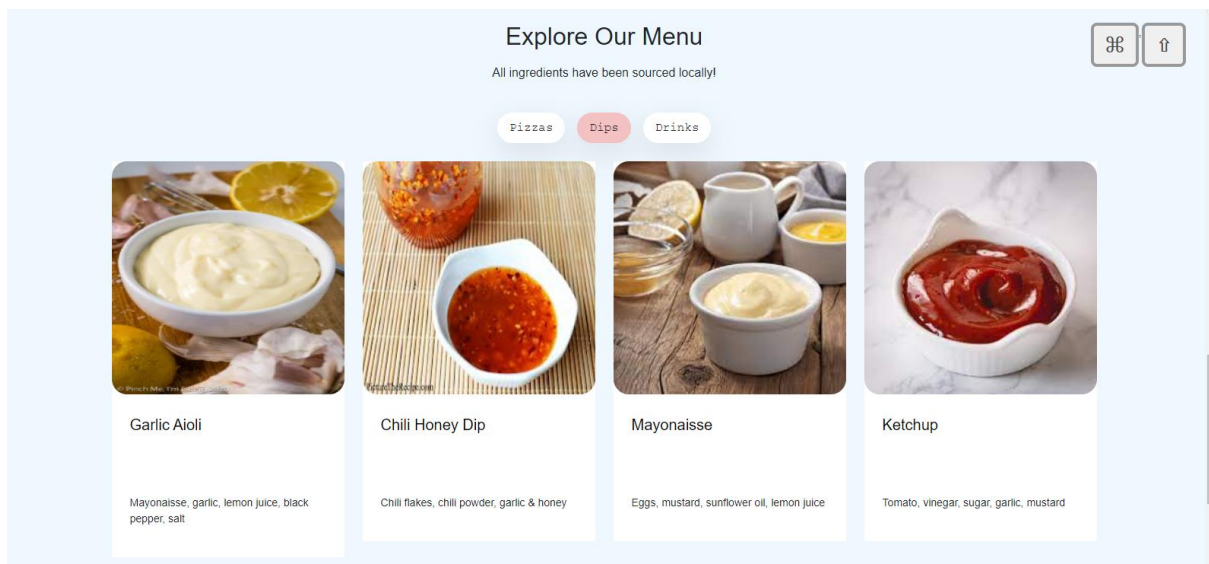 Explore Our Menu
⌘ ⇧
All ingredients have been sourced locally!
Pizzas Dips Drinks
Garlic Aioli
Chili Honey Dip
Mayonaisse
Ketchup
Mayonaisse, garlic, lemon juice, black
pepper, salt
Chili flakes, chili powder, garlic & honey
Eggs, mustard, sunflower oil, lemon juice
Tomato, vinegar, sugar, garlic, mustard